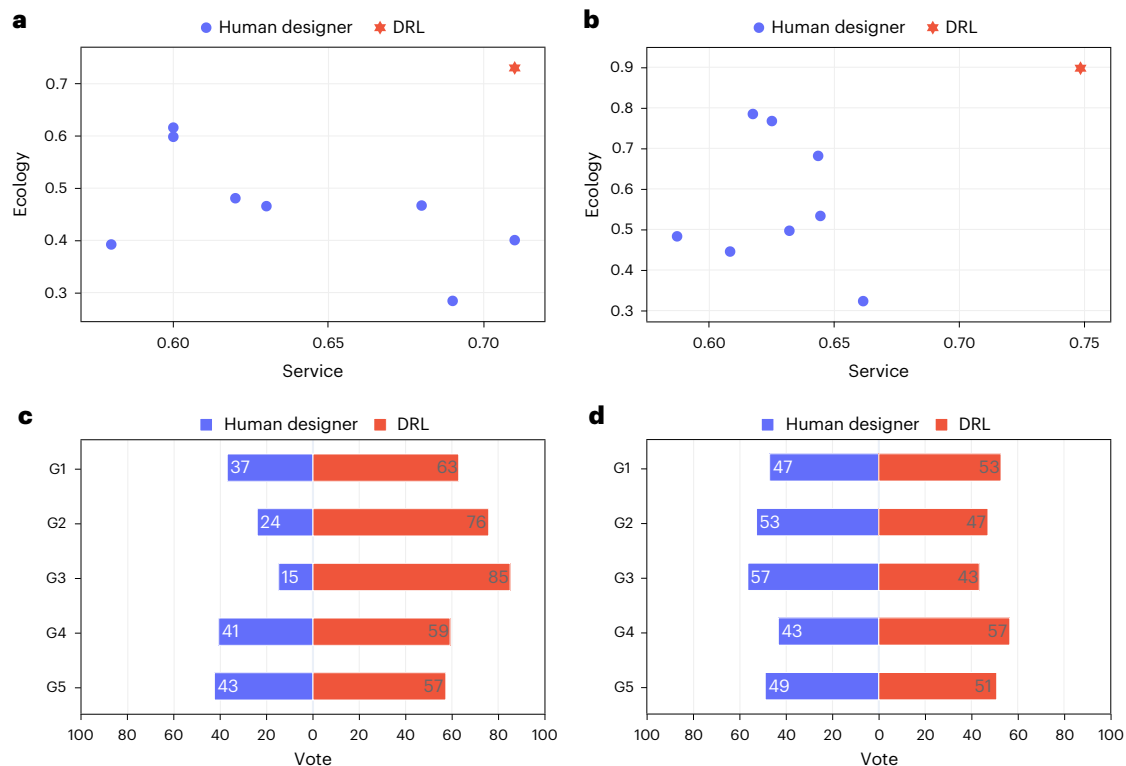 a
Human designer DRL
0.7
0.6
0.5
0.4
0.3
Ecology
0.60 0.65 0.70
Service
b
Human designer DRL
0.9
0.8
0.7
0.6
0.5
0.4
0.3
Ecology
0.60 0.65 0.70 0.75
Service
c
Human designer DRL
G1 37 63
G2 24 76
G3 15 85
G4 41 59
G5 43 57
100 80 60 40 20 0 20 40 60 80 100
Vote
d
Human designer DRL
G1 47 53
G2 53 47
G3 57 43
G4 43 57
G5 49 51
100 80 60 40 20 0 20 40 60 80 100
Vote